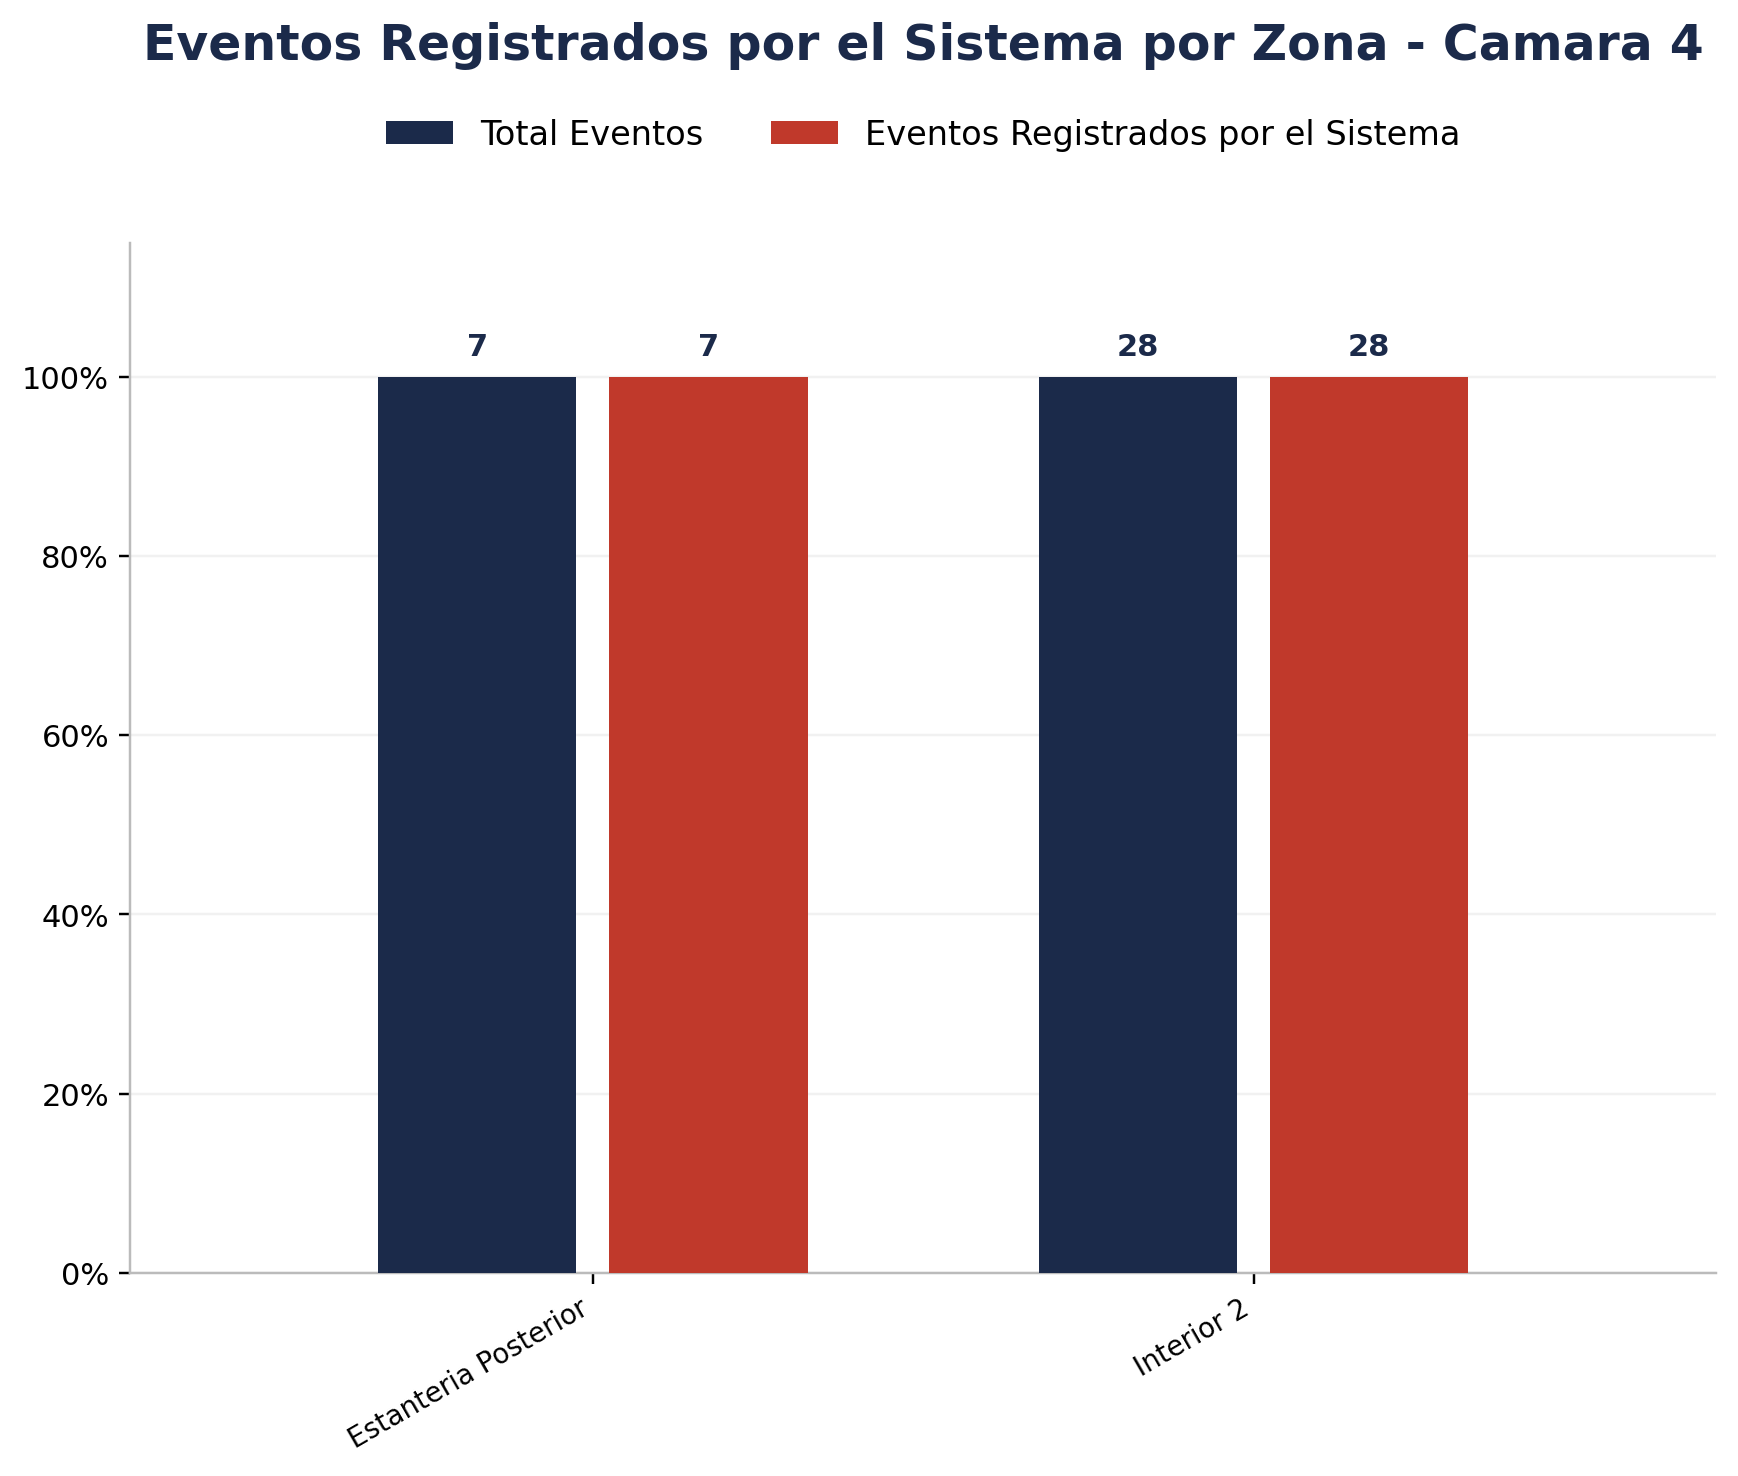 Eventos Registrados por el Sistema por Zona - Camara 4
Total Eventos
Eventos Registrados por el Sistema
7
7
28
28
100%
80%
60%
40%
20%
0%
Estanteria Posterior
Interior 2